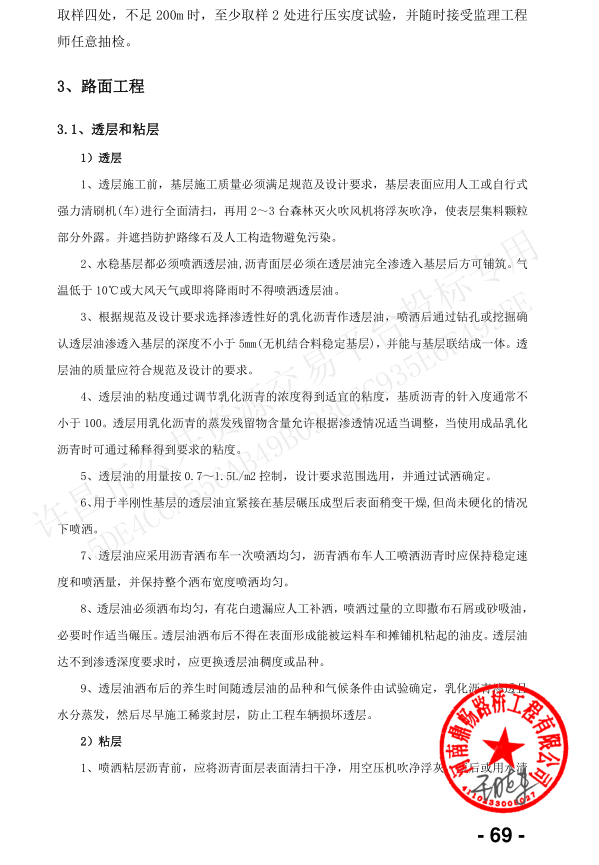 取样四处，不足 200m 时，至少取样 2 处进行压实度试验，并随时接受监理工程
师任意抽检。
3、路面工程
3.1、透层和粘层
1）透层
1、透层施工前，基层施工质量必须满足规范及设计要求，基层表面应用人工或自行式
强力清刷机(车)进行全面清扫，再用 2～3 台森林灭火吹风机将浮灰吹净，使表层集料颗粒
部分外露。并遮挡防护路缘石及人工构造物避免污染。
2、水稳基层都必须喷洒透层油,沥青面层必须在透层油完全渗透入基层后方可铺筑。气
温低于 10℃或大风天气或即将降雨时不得喷洒透层油。
3、根据规范及设计要求选择渗透性好的乳化沥青作透层油，喷洒后通过钻孔或挖掘确
认透层油渗透入基层的深度不小于 5mm(无机结合料稳定基层)，并能与基层联结成一体。透
层油的质量应符合规范及设计的要求。
4、透层油的粘度通过调节乳化沥青的浓度得到适宜的粘度，基质沥青的针入度通常不
小于 100。透层用乳化沥青的蒸发残留物含量允许根据渗透情况适当调整，当使用成品乳化
沥青时可通过稀释得到要求的粘度。
5、透层油的用量按 0.7～1.5L/m2 控制，设计要求范围选用，并通过试洒确定。
6、用于半刚性基层的透层油宜紧接在基层碾压成型后表面稍变干燥,但尚未硬化的情况
下喷洒。
7、透层油应采用沥青洒布车一次喷洒均匀，沥青洒布车人工喷洒沥青时应保持稳定速
度和喷洒量，并保持整个洒布宽度喷洒均匀。
8、透层油必须洒布均匀，有花白遗漏应人工补洒，喷洒过量的立即撒布石屑或砂吸油，
必要时作适当碾压。透层油洒布后不得在表面形成能被运料车和摊铺机粘起的油皮。透层油
达不到渗透深度要求时，应更换透层油稠度或品种。
9、透层油洒布后的养生时间随透层油的品种和气候条件由试验确定，乳化沥青渗透且
水分蒸发，然后尽早施工稀浆封层，防止工程车辆损坏透层。
2）粘层
1、喷洒粘层沥青前，应将沥青面层表面清扫干净，用空压机吹净浮灰，然后或用水清
河南鼎畅路桥工程有限公司
- 69 -